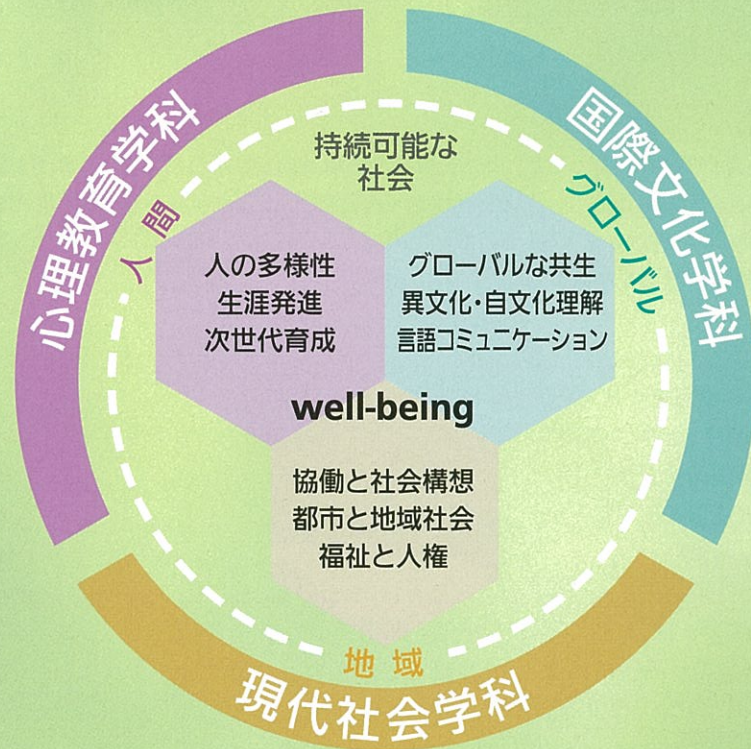 心理教育学科
国際文化学科
持続可能な
社会
人間
グローバル
人の多様性
生涯発進
次世代育成
グローバルな共生
異文化・自文化理解
言語コミュニケーション
well-being
協働と社会構想
都市と地域社会
福祉と人権
地域
現代社会学科